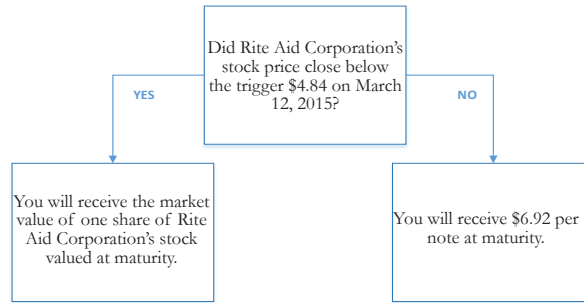 Did Rite Aid Corporation's
stock price close below
the trigger $4.84 on March
12, 2015?
YES
NO
You will receive the market
value of one share of Rite
Aid Corporation's stock
valued at maturity.
You will receive $6.92 per
note at maturity.